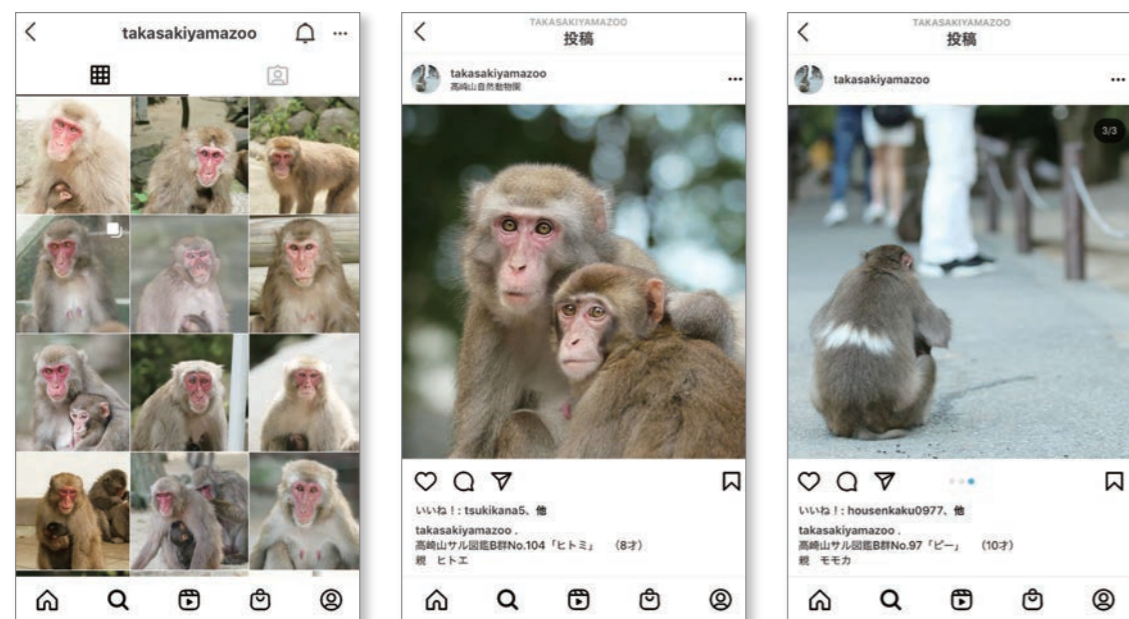 takasakiyamazoo
TAKASAKIYAMAZOO
投稿
takasakiyamazoo
高崎山自然動物園
いいね!: tsukikana5、他
takasakiyamazoo .
高崎山サル図鑑B群No.104「ヒトミ」 (8才)
親 ヒトエ
TAKASAKIYAMAZOO
投稿
takasakiyamazoo
3/3
いいね!: housenkaku0977、他
takasakiyamazoo .
高崎山サル図鑑B群No.97「ピー」 (10才)
親 モモカ